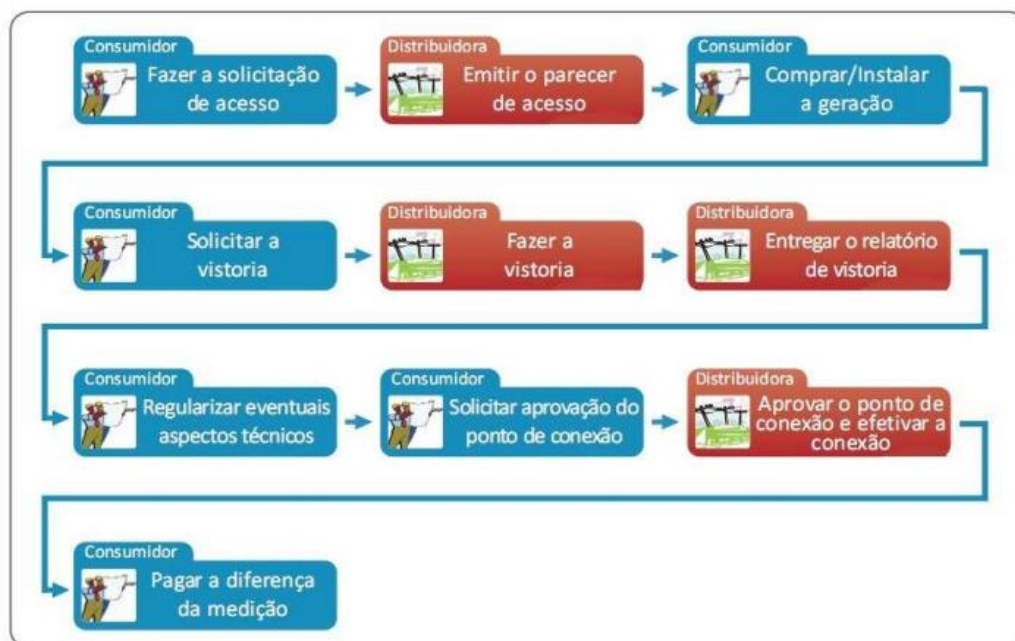 Consumidor
Fazer a solicitação
de acesso
Distribuidora
Emitir o parecer
de acesso
Consumidor
Comprar/Instalar
a geração
Consumidor
Solicitar a
vistoria
Distribuidora
Fazer a
vistoria
Distribuidora
Entregar o relatório
de vistoria
Consumidor
Regularizar eventuais
aspectos técnicos
Consumidor
Solicitar aprovação do
ponto de conexão
Distribuidora
Aprovar o ponto de
conexão e efetivar a
conexão
Consumidor
Pagar a diferença
da medição